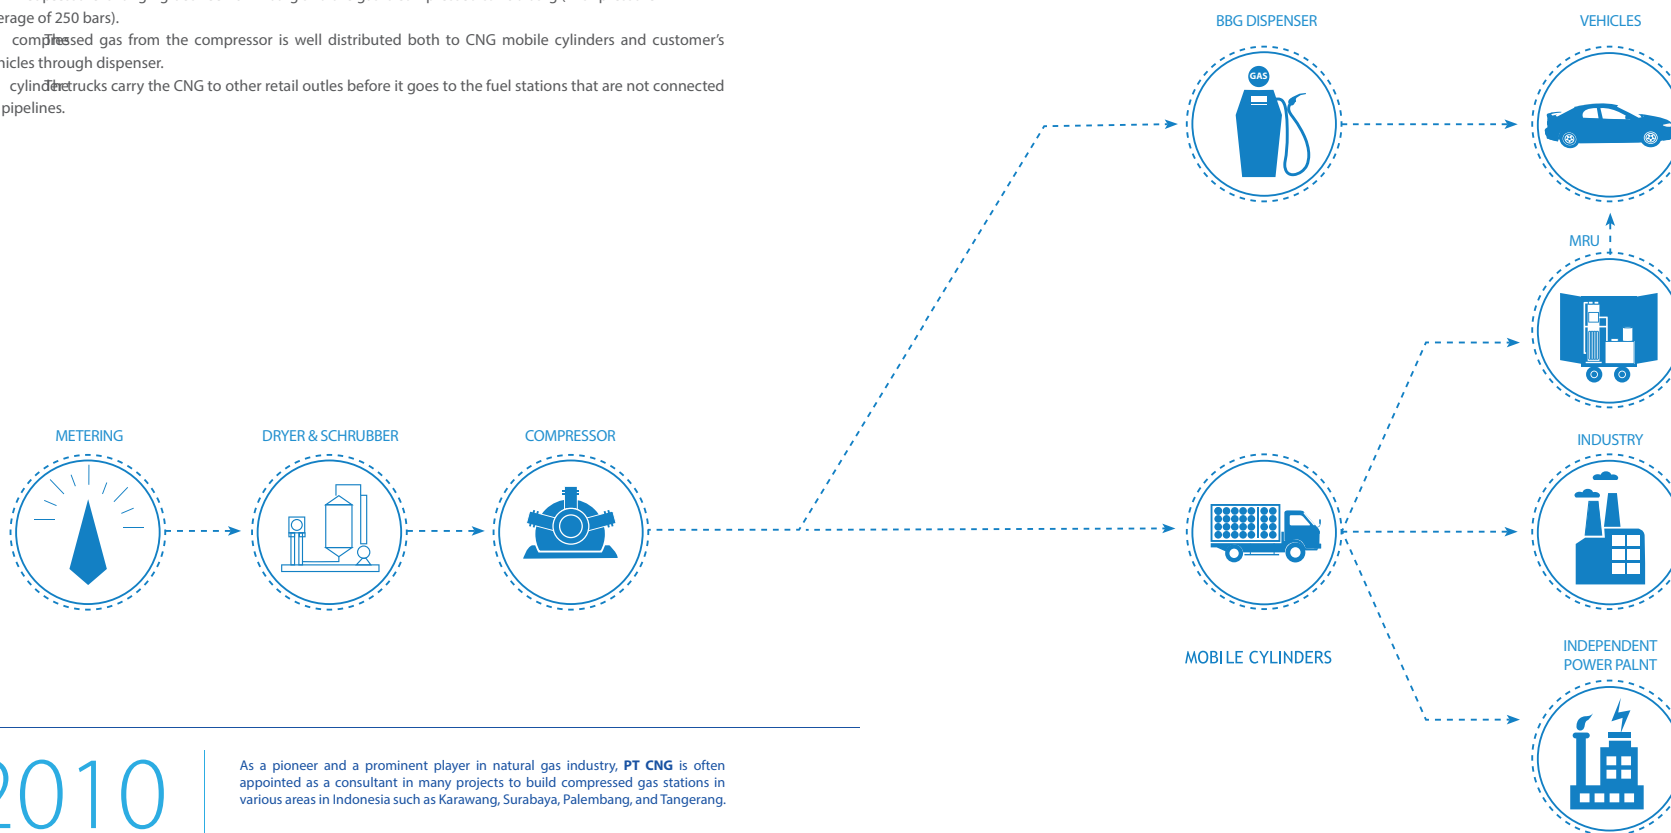 erage of 250 bars).
compressed gas from the compressor is well distributed both to CNG mobile cylinders and customer's
hicles through dispenser.
cylinder trucks carry the CNG to other retail outles before it goes to the fuel stations that are not connected
pipelines.
BBG DISPENSER
VEHICLES
GAS
MRU
METERING
DRYER & SCHRUBBER
COMPRESSOR
INDUSTRY
MOBILE CYLINDERS
INDEPENDENT
POWER PALNT
2010
As a pioneer and a prominent player in natural gas industry, PT CNG is often
appointed as a consultant in many projects to build compressed gas stations in
various areas in Indonesia such as Karawang, Surabaya, Palembang, and Tangerang.